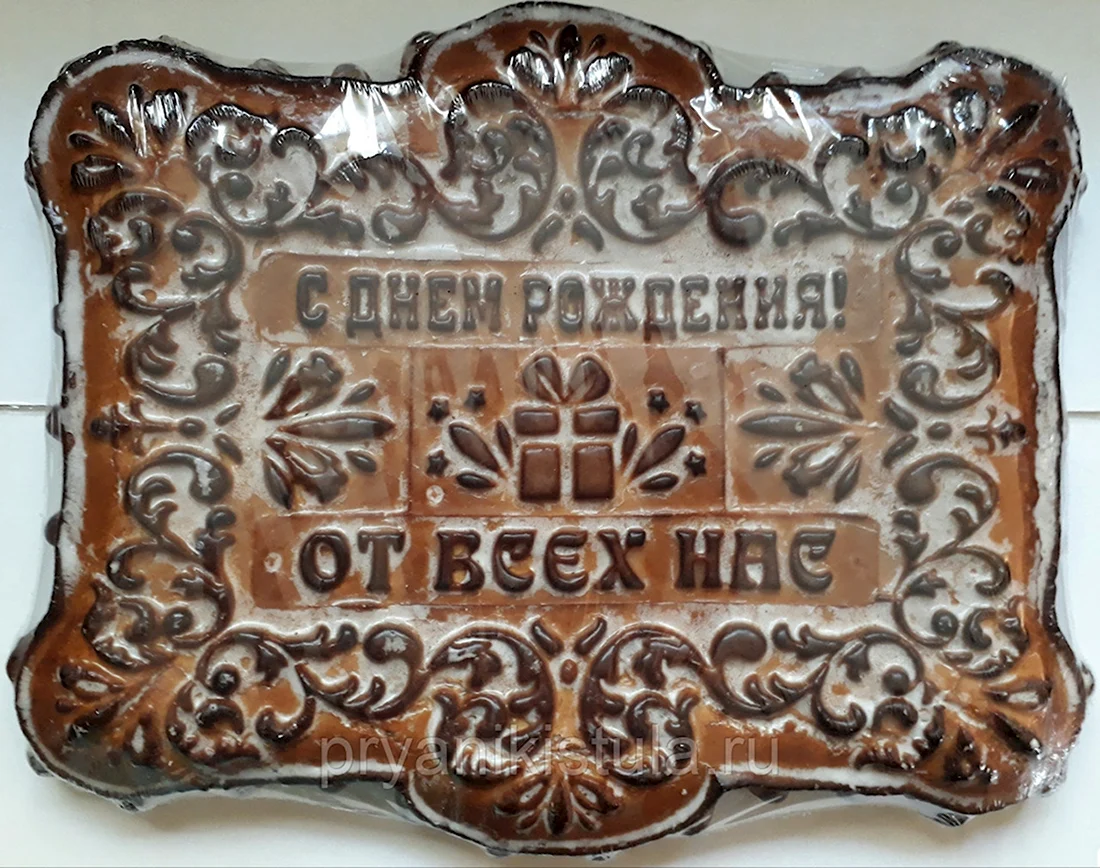 С ДНЕМ РОЖДЕНИЯ!
ОТ ВСЕХ НАС
pryanikistula.ru